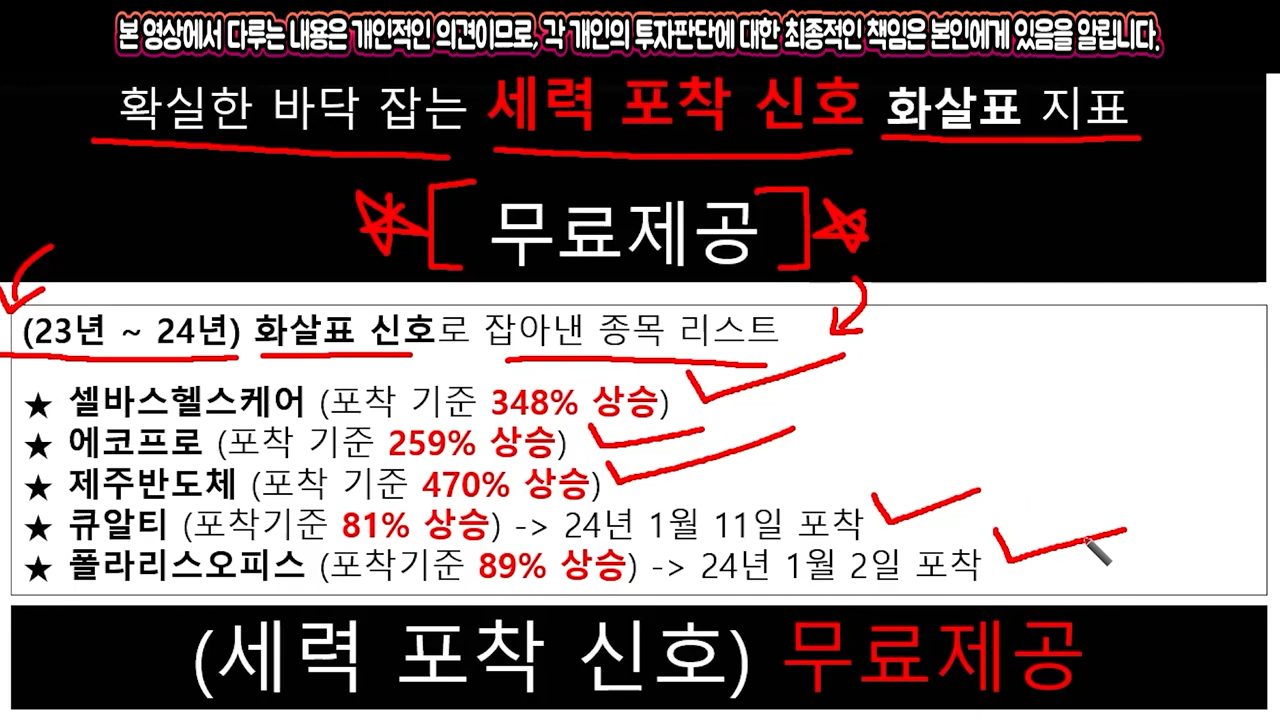 본 영상에서 다루는 내용은 개인적인 의견이므로, 각 개인의 투자판단에 대한 최종적인 책임은 본인에게 있음을 알립니다.
확실한 바닥 잡는 세력 포착 신호 화살표 지표
무료제공
(23년 ~ 24년) 화살표 신호로 잡아낸 종목 리스트
★ 셀바스헬스케어 (포착 기준 348% 상승)
★ 에코프로 (포착 기준 259% 상승)
★ 제주반도체 (포착 기준 470% 상승)
★ 큐알티 (포착기준 81% 상승) -> 24년 1월 11일 포착
★ 폴라리스오피스 (포착기준 89% 상승) -> 24년 1월 2일 포착
(세력 포착 신호) 무료제공